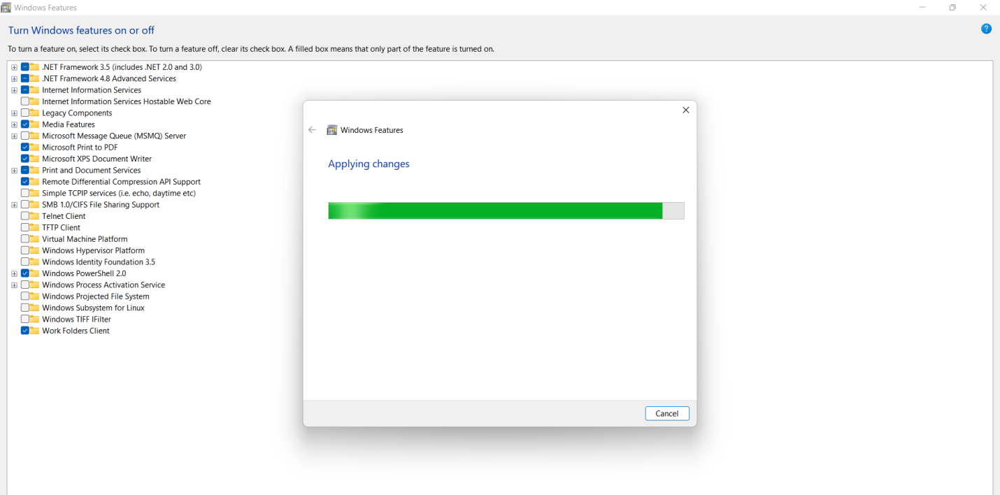 Windows Features
Turn Windows features on or off
To turn a feature on, select its check box. To turn a feature off, clear its check box. A filled box means that only part of the feature is turned on.
.NET Framework 3.5 (includes .NET 2.0 and 3.0)
.NET Framework 4.8 Advanced Services
Internet Information Services
Internet Information Services Hostable Web Core
Legacy Components
Media Features
Microsoft Message Queue (MSMQ) Server
Microsoft Print to PDF
Microsoft XPS Document Writer
Print and Document Services
Remote Differential Compression API Support
Simple TCPIP services (i.e. echo, daytime etc)
SMB 1.0/CIFS File Sharing Support
Telnet Client
TFTP Client
Virtual Machine Platform
Windows Hypervisor Platform
Windows Identity Foundation 3.5
Windows PowerShell 2.0
Windows Process Activation Service
Windows Projected File System
Windows Subsystem for Linux
Windows TIFF IFilter
Work Folders Client
Windows Features
Applying changes
Cancel